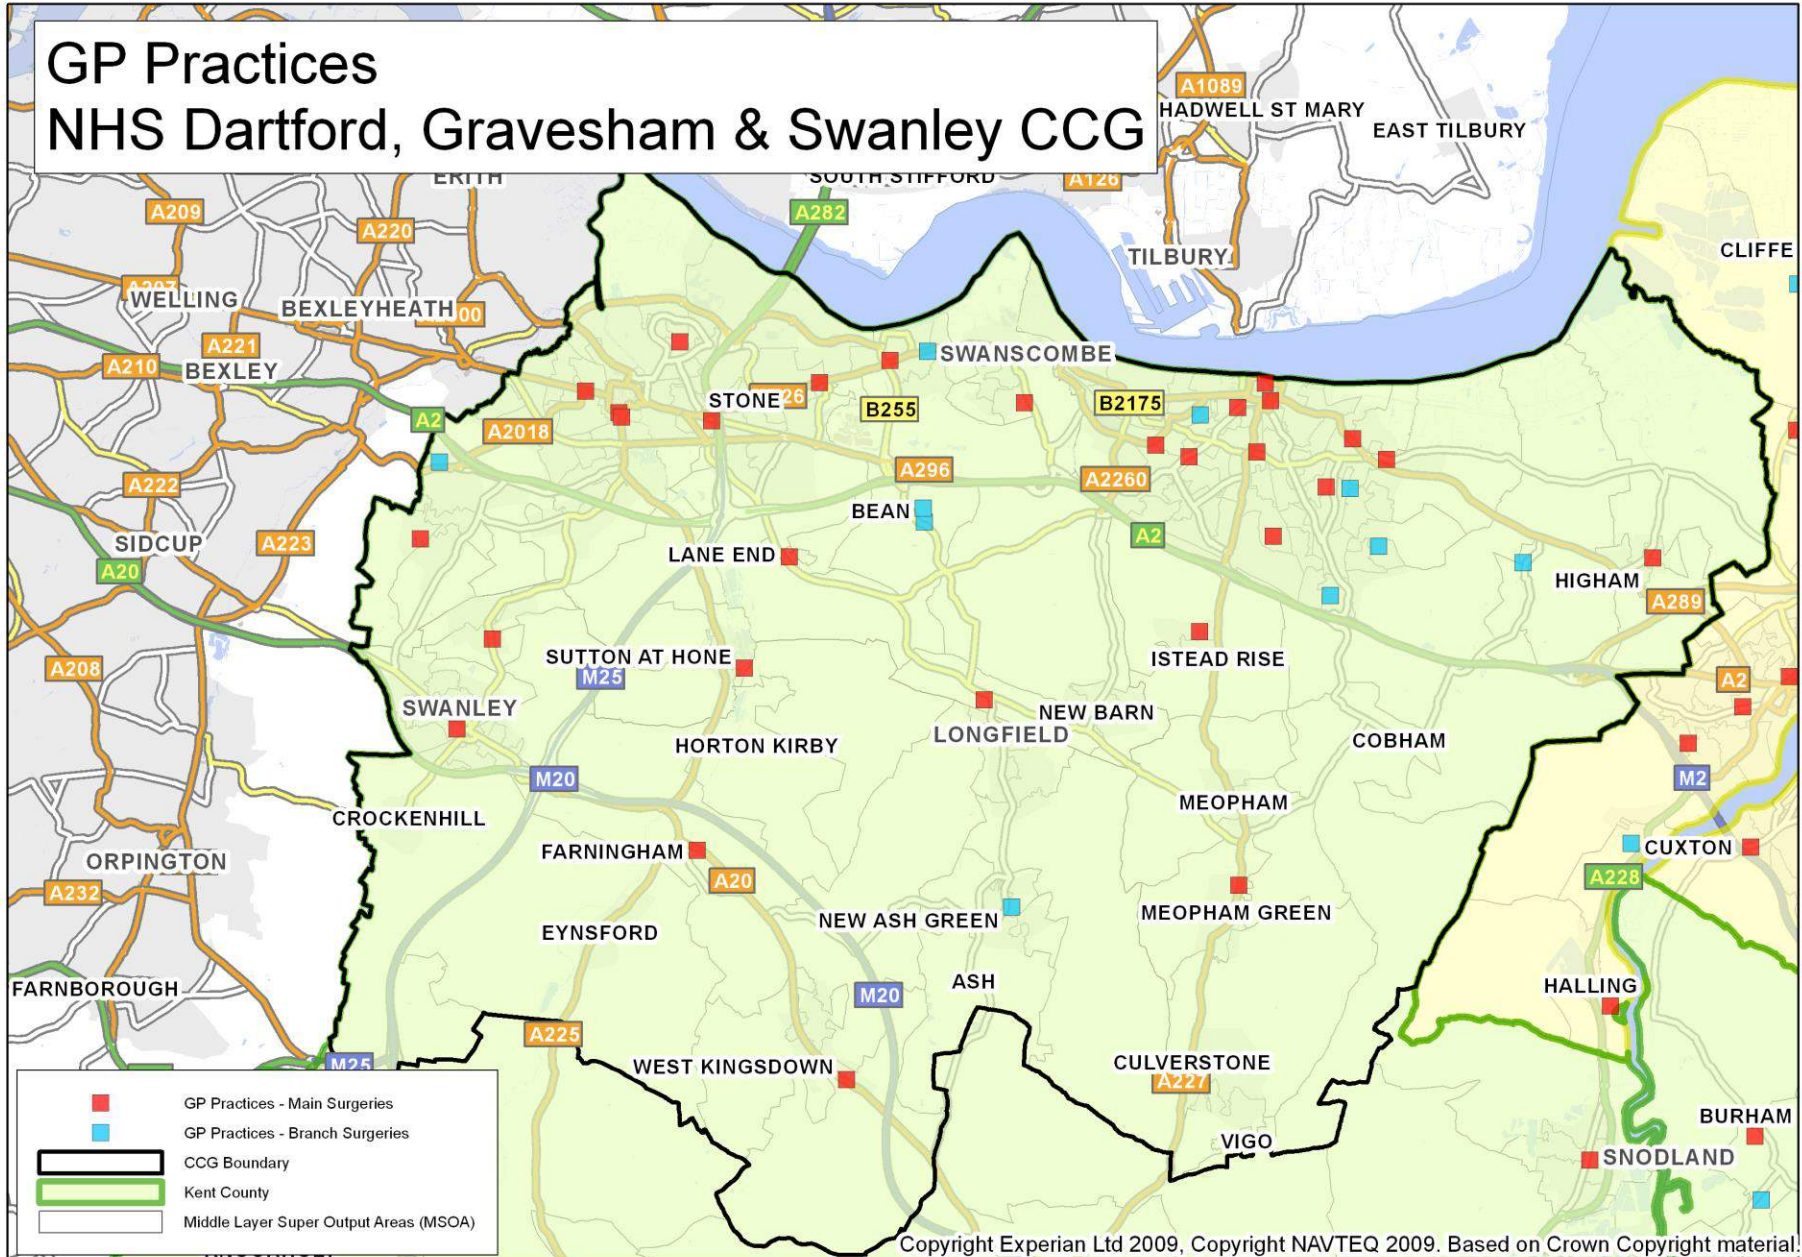 GP Practices
NHS Dartford, Gravesham & Swanley CCG
A1089
HADWELL ST MARY
EAST TILBURY
ERITH
SOUTH STIFFORD
A126
A209
A220
A282
CLIFFE
TILBURY
A207
WELLING
BEXLEYHEATH
A221
A210
BEXLEY
SWANSCOMBE
STONE
26
B255
B2175
A2
A2018
A296
A2260
A222
BEAN
A2
SIDCUP
A223
A20
LANE END
HIGHAM
A289
A208
SUTTON AT HONE
M25
ISTEAD RISE
A2
SWANLEY
NEW BARN
LONGFIELD
HORTON KIRBY
COBHAM
M20
M2
MEOPHAM
CROCKENHILL
FARNINGHAM
CUXTON
ORPINGTON
A20
A228
A232
NEW ASH GREEN
MEOPHAM GREEN
EYNSFORD
ASH
FARNBOROUGH
M20
HALLING
A225
M25
WEST KINGSDOWN
CULVERSTONE
A227
BURHAM
VIGO
SNODLAND
GP Practices - Main Surgeries
GP Practices - Branch Surgeries
CCG Boundary
Kent County
Middle Layer Super Output Areas (MSOA)
Copyright Experian Ltd 2009, Copyright NAVTEQ 2009. Based on Crown Copyright material.